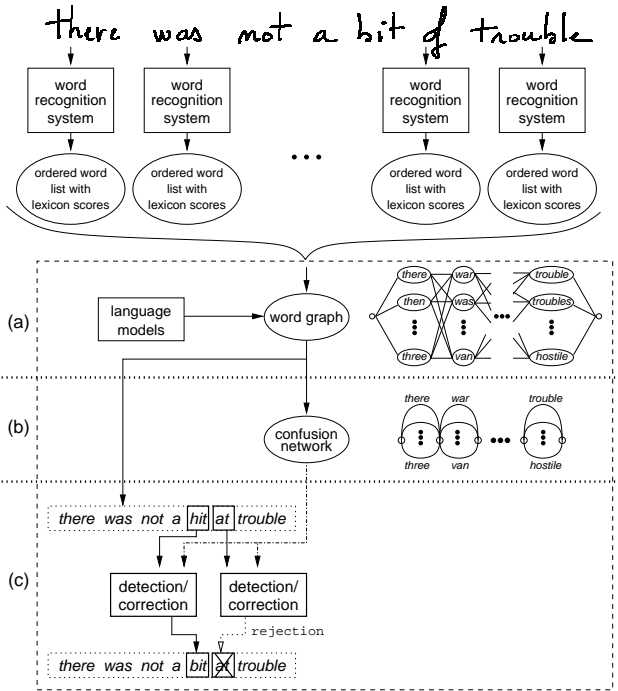 there was not a bit of trouble
word recognition system
word recognition system
word recognition system
word recognition system
ordered word list with lexicon scores
ordered word list with lexicon scores
ordered word list with lexicon scores
ordered word list with lexicon scores
(a)
language models
word graph
there war trouble
then was troubles
three van hostile
(b)
confusion network
there war trouble
three van hostile
there was not a hit at trouble
(c)
detection/correction
detection/correction
rejection
there was not a bit at trouble